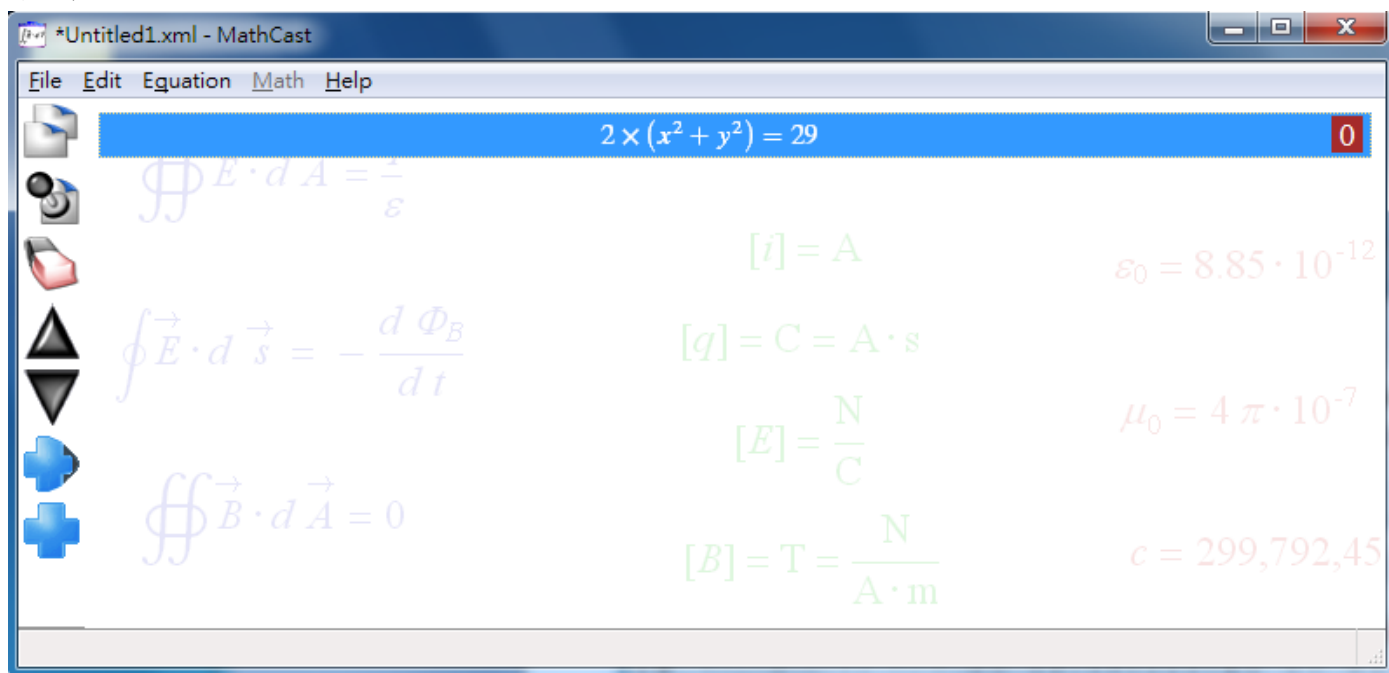 *Untitled1.xml - MathCast
File Edit Equation Math Help
2 × (x² + y²) = 29 0
∯ E · d A = 1/ε
[i] = A
ε₀ = 8.85 · 10⁻¹²
∮ E⃗ · d s⃗ = − d Φ_B / d t
[q] = C = A · s
[E] = N/C
μ₀ = 4 π · 10⁻⁷
∯ B⃗ · d A⃗ = 0
[B] = T = N / A · m
c = 299,792,45